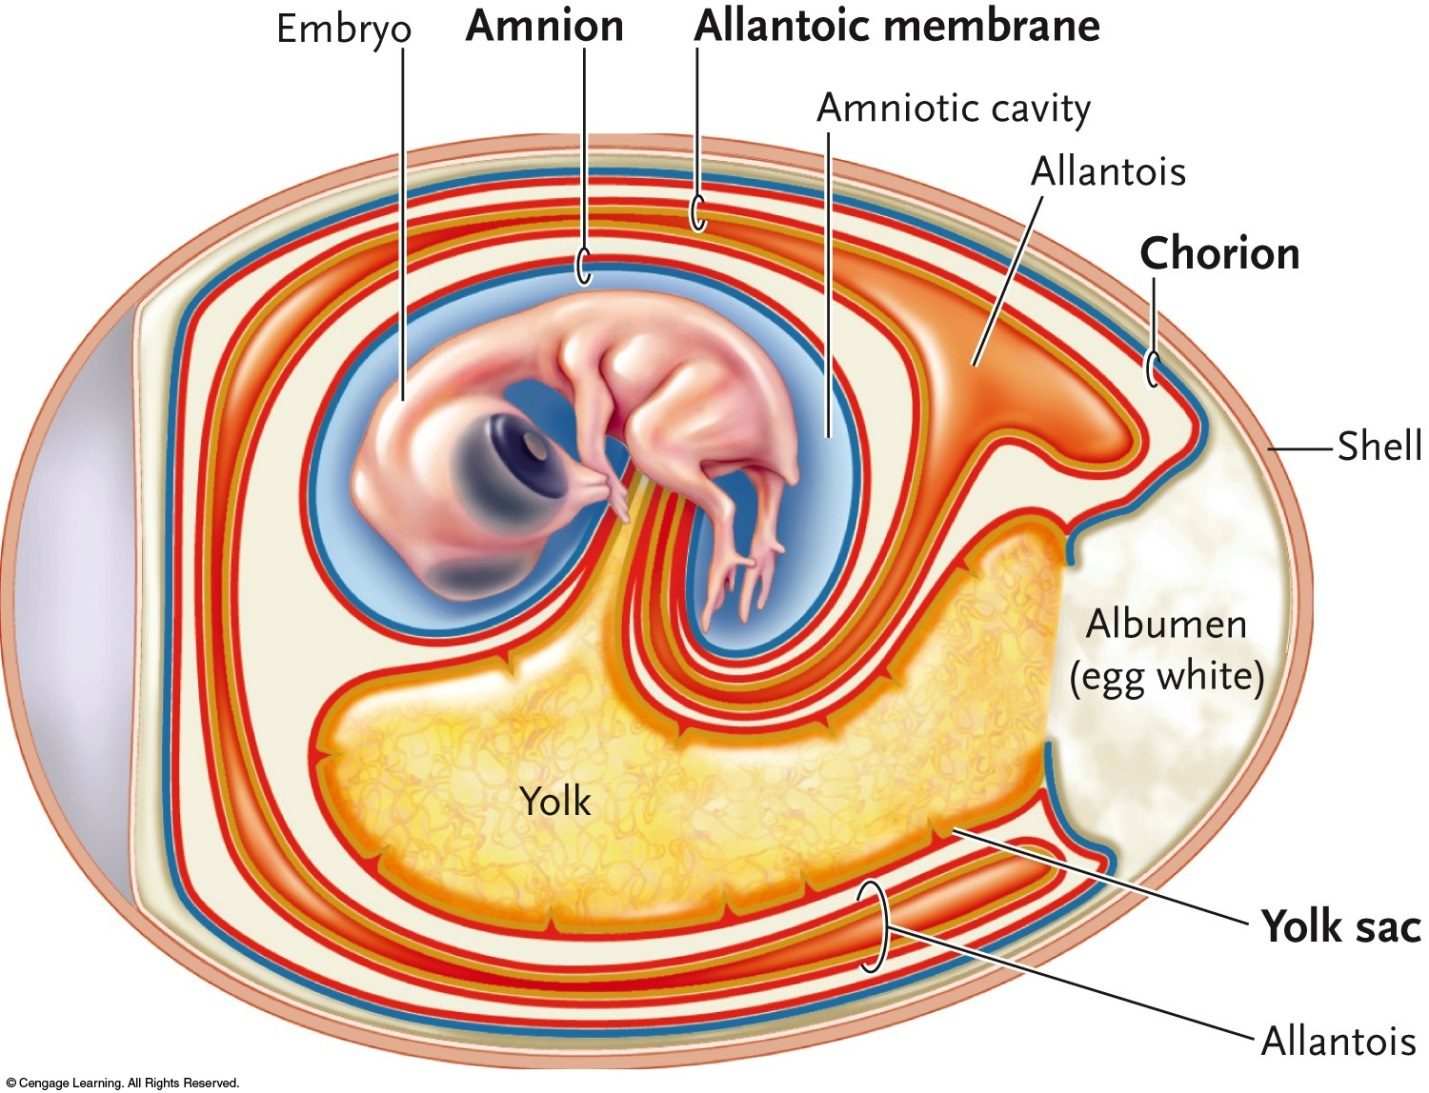 Embryo
Amnion
Allantoic membrane
Amniotic cavity
Allantois
Chorion
Shell
Albumen
(egg white)
Yolk
Yolk sac
Allantois
© Cengage Learning. All Rights Reserved.